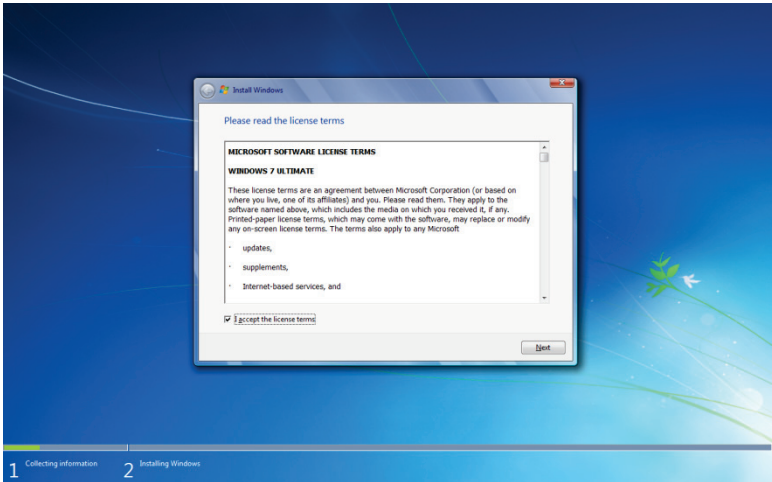 Install Windows
Please read the license terms
MICROSOFT SOFTWARE LICENSE TERMS
WINDOWS 7 ULTIMATE
These license terms are an agreement between Microsoft Corporation (or based on
where you live, one of its affiliates) and you. Please read them. They apply to the
software named above, which includes the media on which you received it, if any.
Printed-paper license terms, which may come with the software, may replace or modify
any on-screen license terms. The terms also apply to any Microsoft
· updates,
· supplements,
· Internet-based services, and
I accept the license terms
Next
1 Collecting information 2 Installing Windows